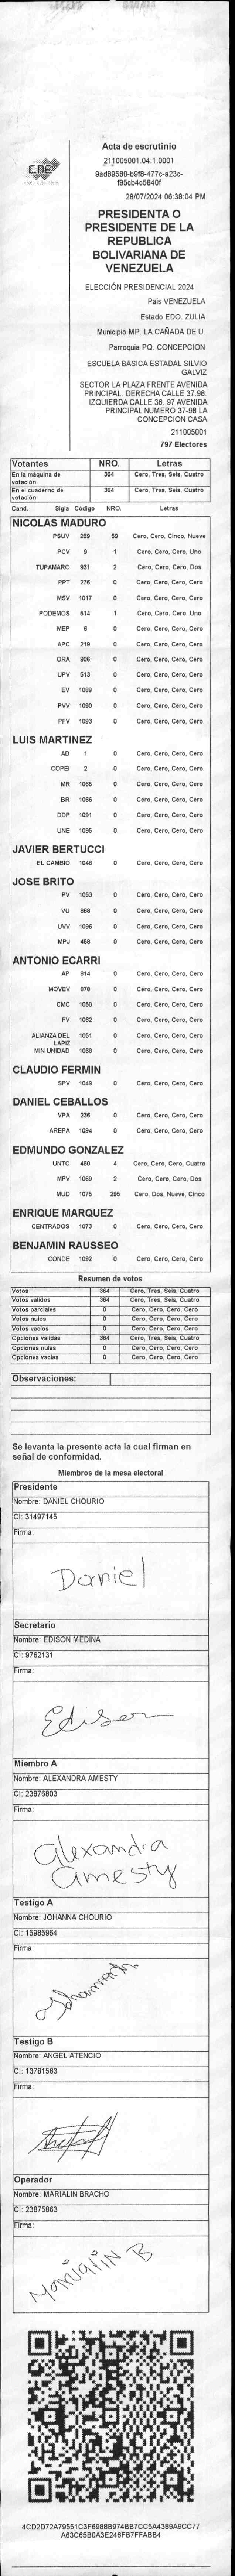 CNE
Acta de escrutinio
211005001.04.1.0001
9ad89580-b9f8-477c-a23c-
f95cb4c5840f
28/07/2024 06:38:04 PM
PRESIDENTA O
PRESIDENTE DE LA
REPUBLICA
BOLIVARIANA DE
VENEZUELA
ELECCIÓN PRESIDENCIAL 2024
País VENEZUELA
Estado EDO. ZULIA
Municipio MP. LA CAÑADA DE U.
Parroquia PQ. CONCEPCION
ESCUELA BASICA ESTADAL SILVIO
GALVIZ
SECTOR LA PLAZA FRENTE AVENIDA
PRINCIPAL. DERECHA CALLE 37.98.
IZQUIERDA CALLE 36. 97 AVENIDA
PRINCIPAL NUMERO 37-98 LA
CONCEPCION CASA
211005001
797 Electores
Votantes NRO. Letras
En la máquina de votación 364 Cero, Tres, Seis, Cuatro
En el cuaderno de votación 364 Cero, Tres, Seis, Cuatro
Cand. Sigla Código NRO. Letras
NICOLAS MADURO
PSUV 269 59 Cero, Cero, Cinco, Nueve
PCV 9 1 Cero, Cero, Cero, Uno
TUPAMARO 931 2 Cero, Cero, Cero, Dos
PPT 276 0 Cero, Cero, Cero, Cero
MSV 1017 0 Cero, Cero, Cero, Cero
PODEMOS 514 1 Cero, Cero, Cero, Uno
MEP 6 0 Cero, Cero, Cero, Cero
APC 219 0 Cero, Cero, Cero, Cero
ORA 906 0 Cero, Cero, Cero, Cero
UPV 513 0 Cero, Cero, Cero, Cero
EV 1089 0 Cero, Cero, Cero, Cero
PVV 1090 0 Cero, Cero, Cero, Cero
PFV 1093 0 Cero, Cero, Cero, Cero
LUIS MARTINEZ
AD 1 0 Cero, Cero, Cero, Cero
COPEI 2 0 Cero, Cero, Cero, Cero
MR 1065 0 Cero, Cero, Cero, Cero
BR 1066 0 Cero, Cero, Cero, Cero
DDP 1091 0 Cero, Cero, Cero, Cero
UNE 1095 0 Cero, Cero, Cero, Cero
JAVIER BERTUCCI
EL CAMBIO 1048 0 Cero, Cero, Cero, Cero
JOSE BRITO
PV 1053 0 Cero, Cero, Cero, Cero
VU 868 0 Cero, Cero, Cero, Cero
UVV 1096 0 Cero, Cero, Cero, Cero
MPJ 458 0 Cero, Cero, Cero, Cero
ANTONIO ECARRI
AP 814 0 Cero, Cero, Cero, Cero
MOVEV 878 0 Cero, Cero, Cero, Cero
CMC 1050 0 Cero, Cero, Cero, Cero
FV 1062 0 Cero, Cero, Cero, Cero
ALIANZA DEL LAPIZ 1051 0 Cero, Cero, Cero, Cero
MIN UNIDAD 1068 0 Cero, Cero, Cero, Cero
CLAUDIO FERMIN
SPV 1049 0 Cero, Cero, Cero, Cero
DANIEL CEBALLOS
VPA 236 0 Cero, Cero, Cero, Cero
AREPA 1094 0 Cero, Cero, Cero, Cero
EDMUNDO GONZALEZ
UNTC 460 4 Cero, Cero, Cero, Cuatro
MPV 1069 2 Cero, Cero, Cero, Dos
MUD 1075 295 Cero, Dos, Nueve, Cinco
ENRIQUE MARQUEZ
CENTRADOS 1073 0 Cero, Cero, Cero, Cero
BENJAMIN RAUSSEO
CONDE 1092 0 Cero, Cero, Cero, Cero
Resumen de votos
Votos 364 Cero, Tres, Seis, Cuatro
Votos validos 364 Cero, Tres, Seis, Cuatro
Votos parciales 0 Cero, Cero, Cero, Cero
Votos nulos 0 Cero, Cero, Cero, Cero
Votos vacios 0 Cero, Cero, Cero, Cero
Opciones validas 364 Cero, Tres, Seis, Cuatro
Opciones nulas 0 Cero, Cero, Cero, Cero
Opciones vacias 0 Cero, Cero, Cero, Cero
Observaciones:
Se levanta la presente acta la cual firman en
señal de conformidad.
Miembros de la mesa electoral
Presidente
Nombre: DANIEL CHOURIO
CI: 31497145
Firma:
Daniel
Secretario
Nombre: EDISON MEDINA
CI: 9762131
Firma:
Edison
Miembro A
Nombre: ALEXANDRA AMESTY
CI: 23876803
Firma:
Alexandra
Amesty
Testigo A
Nombre: JOHANNA CHOURIO
CI: 15985964
Firma:
Testigo B
Nombre: ANGEL ATENCIO
CI: 13781563
Firma:
Operador
Nombre: MARIALIN BRACHO
CI: 23875863
Firma:
Marialin B
4CD2D72A79551C3F6988B974BB7CC5A4389A9CC77
A63C65B0A3E246FB7FFABB4